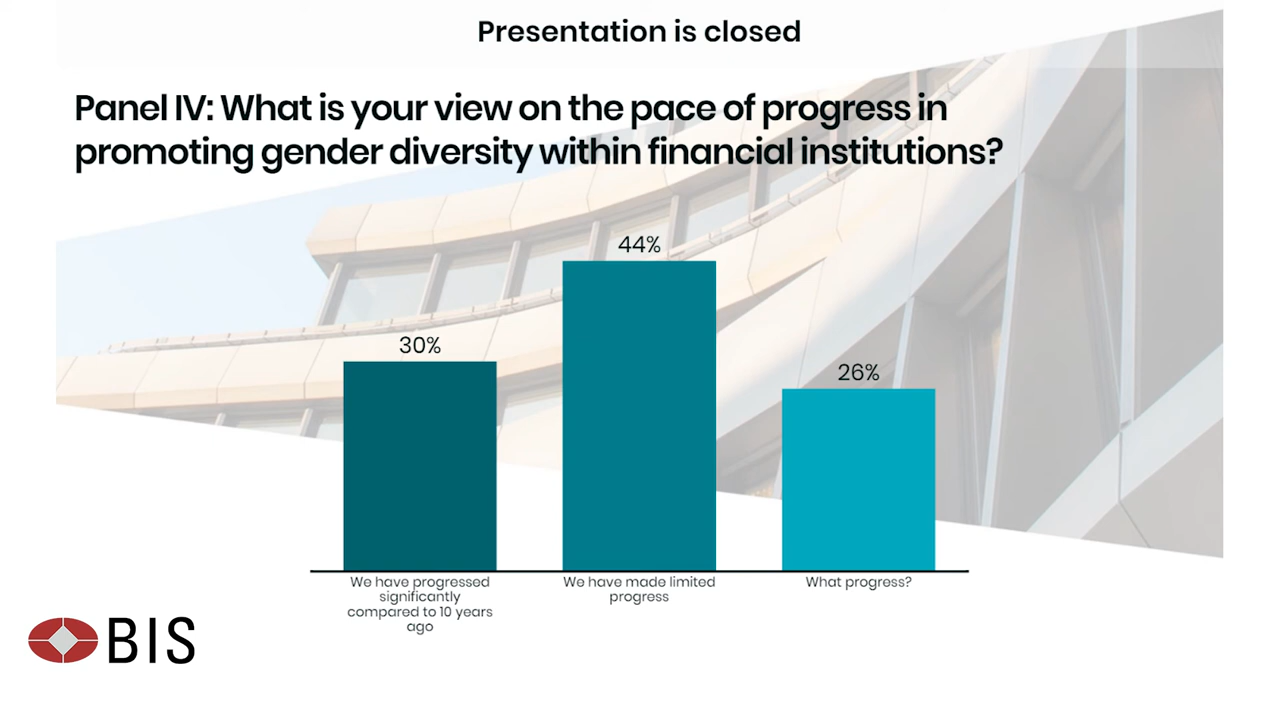 Presentation is closed
Panel IV: What is your view on the pace of progress in
promoting gender diversity within financial institutions?
44%
30%
26%
We have progressed
significantly
compared to 10 years
ago
We have made limited
progress
What progress?
BIS